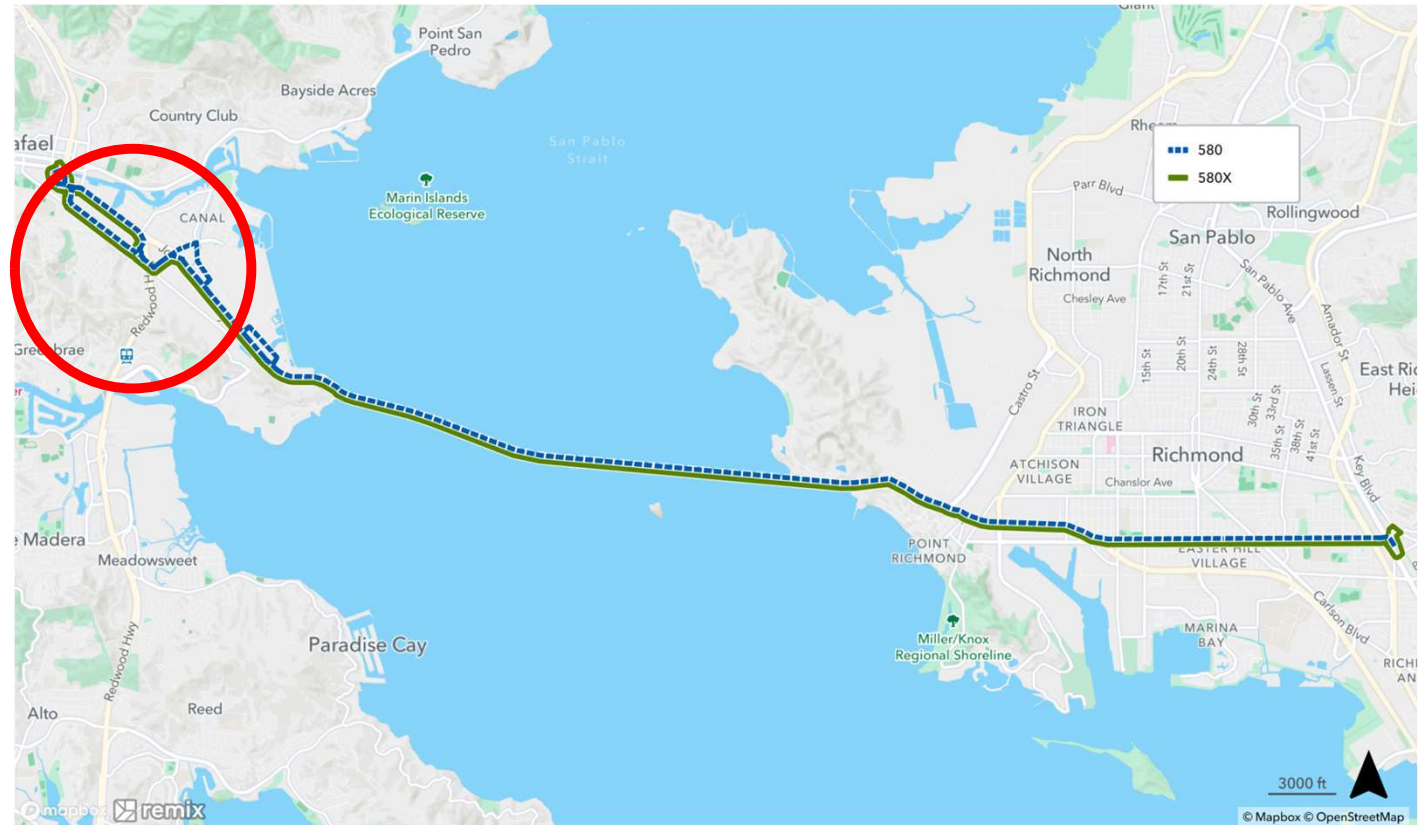 Giant
Point San
Pedro
Bayside Acres
Country Club
afael
San Pablo
Strait
580
580X
Marin Islands
Ecological Reserve
CANAL
Parr Blvd
Rollingwood
San Pablo
North
Richmond
17th St
21st St
San Pablo Ave
Chesley Ave
Amador St
Redwood H
Greenbrae
15th St
20th St
24th St
28th St
Lassen St
East Ric
Hei
Castro St
30th St
33rd St
35th St
38th St
41st St
IRON
TRIANGLE
Richmond
ATCHISON
VILLAGE
Chanslor Ave
Key Blvd
e Madera
Meadowsweet
POINT
RICHMOND
EASTER HILL
VILLAGE
Carlson Blvd
Redwood Hwy
Paradise Cay
Miller/Knox
Regional Shoreline
MARINA
BAY
RICH
AN
Alto
Reed
3000 ft
mapbox remix
© Mapbox © OpenStreetMap